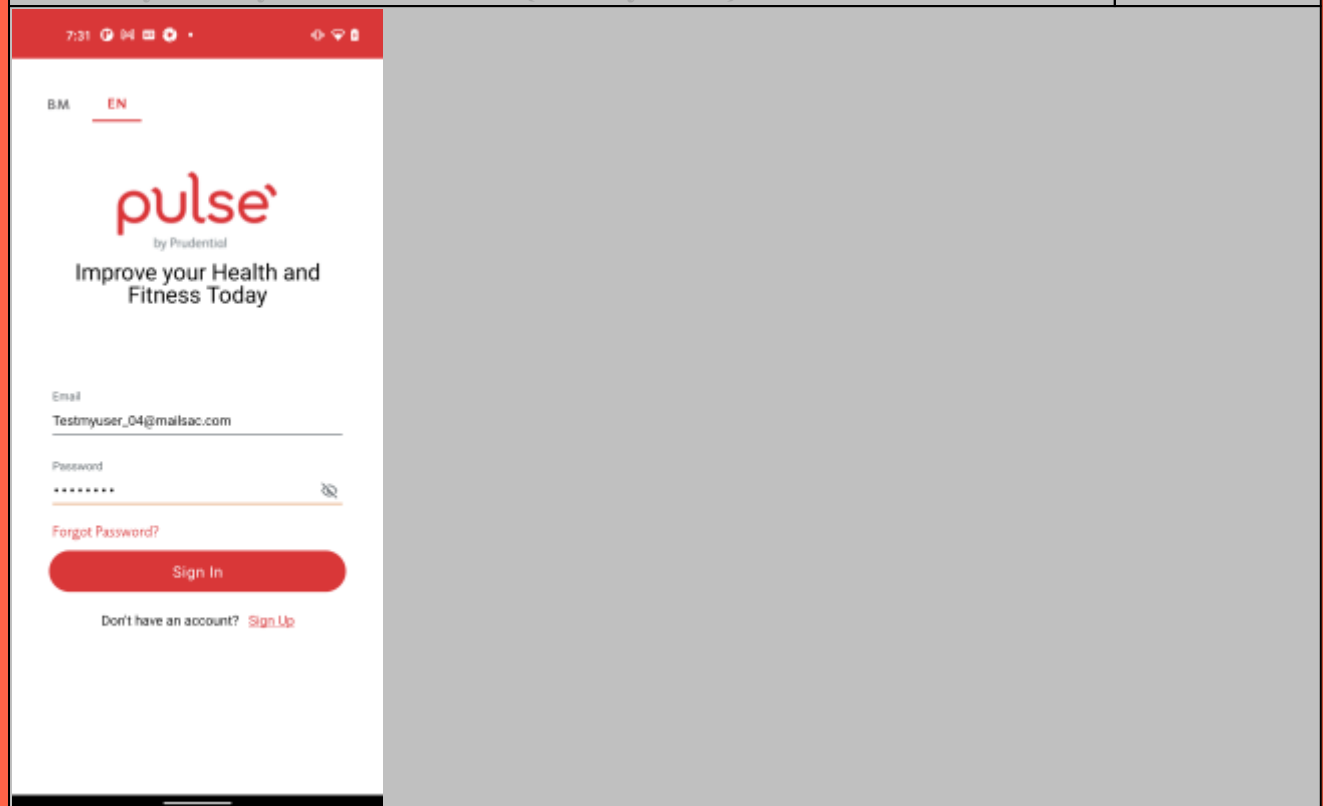 7:31
B.M. EN
pulse
by Prudential
Improve your Health and
Fitness Today
Email
Testmyuser_04@mailsac.com
Password
••••••••
Forgot Password?
Sign In
Don't have an account? Sign Up